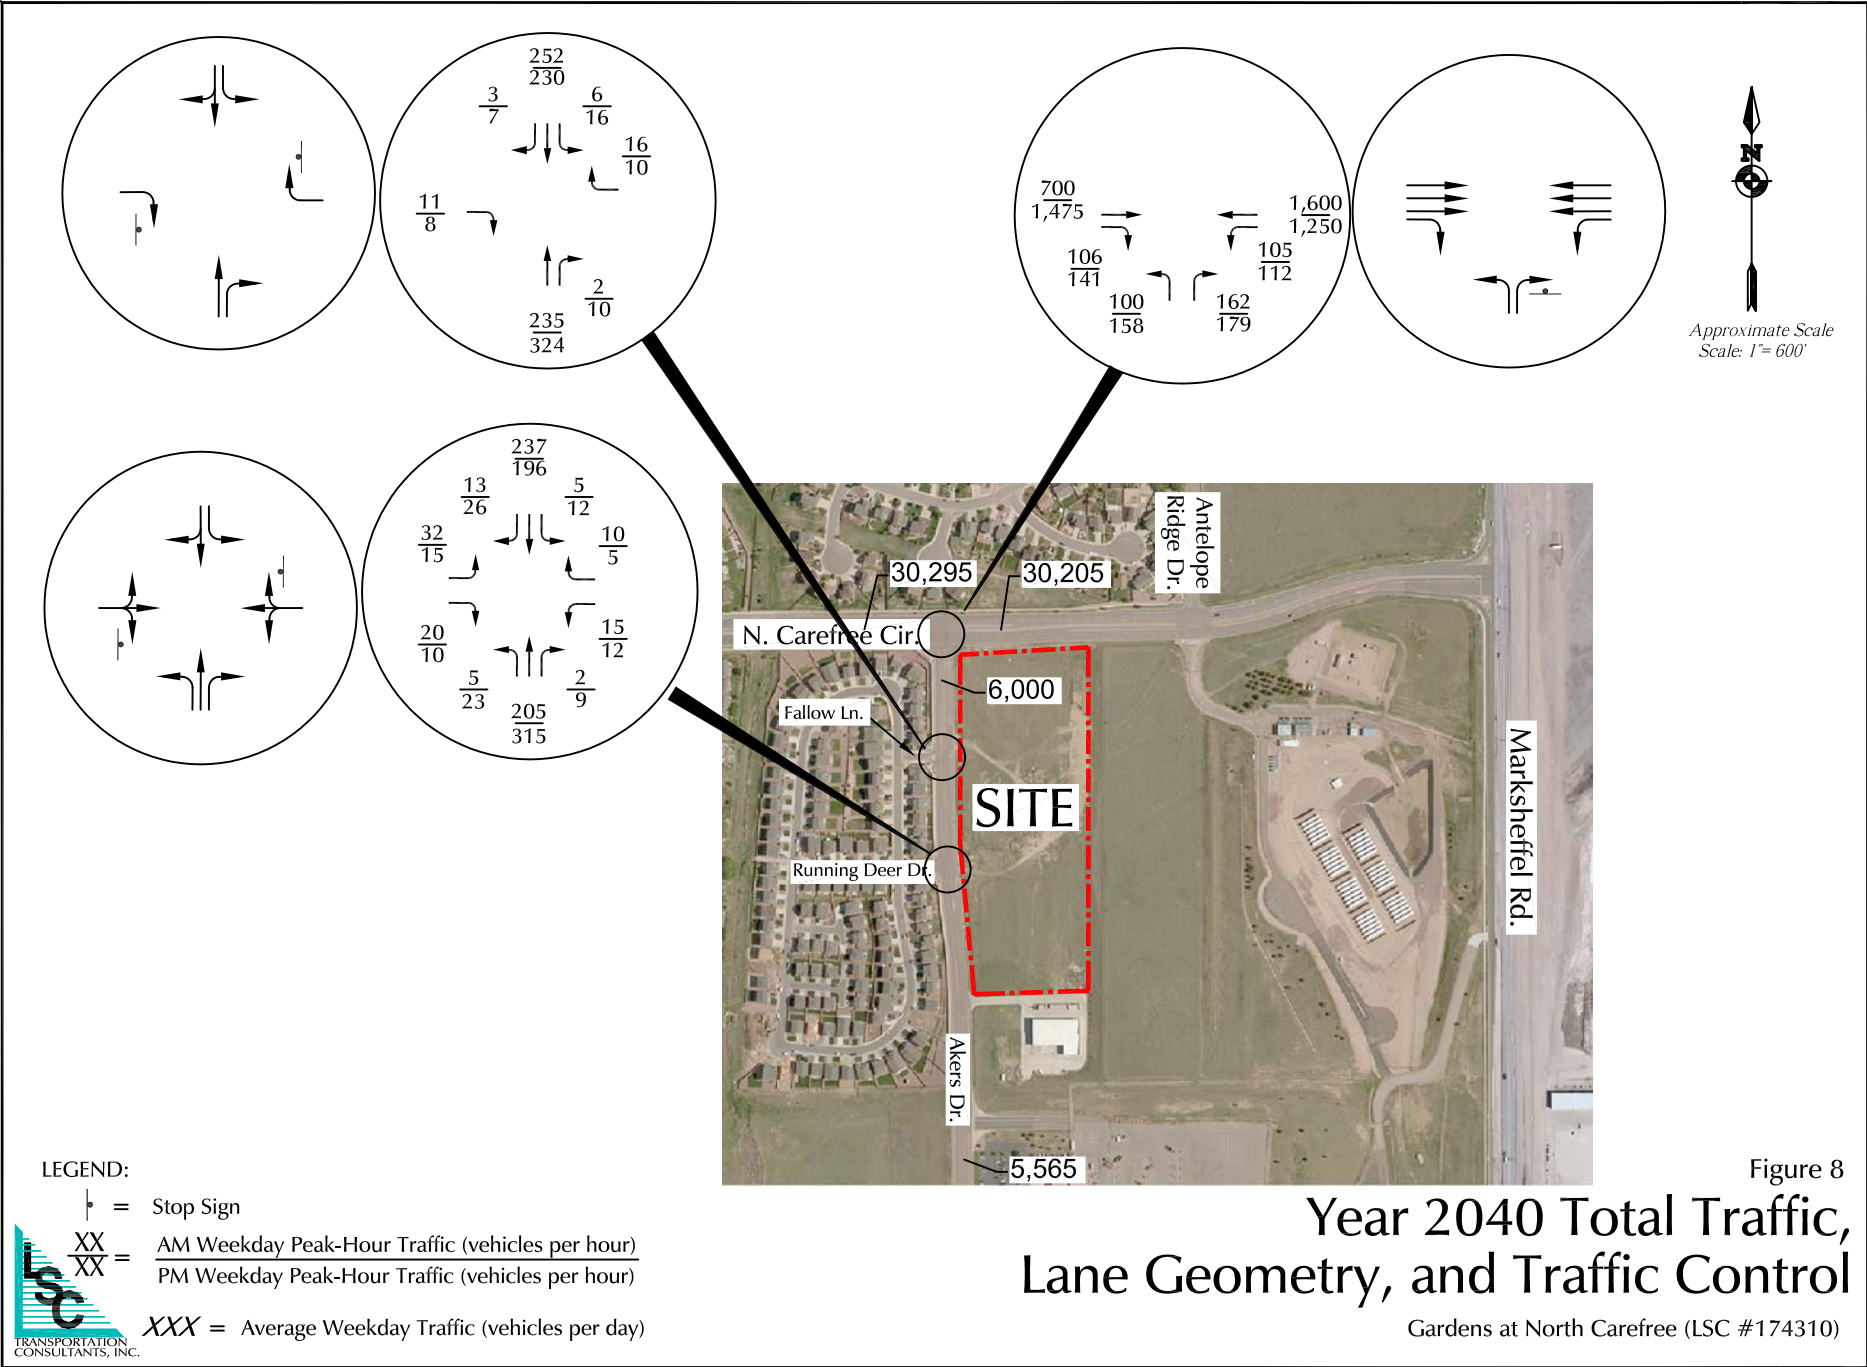 252
230
3
7
6
16
16
10
11
8
2
10
235
324
700
1,475
1,600
1,250
106
141
105
112
100
158
162
179
N
Approximate Scale
Scale: 1"= 600'
237
196
13
26
5
12
32
15
10
5
20
10
15
12
5
23
2
9
205
315
Antelope
Ridge Dr.
30,295
30,205
N. Carefree Cir.
6,000
Fallow Ln.
SITE
Running Deer Dr.
Marksheffel Rd.
Akers Dr.
5,565
LEGEND:
= Stop Sign
XX
XX
=
AM Weekday Peak-Hour Traffic (vehicles per hour)
PM Weekday Peak-Hour Traffic (vehicles per hour)
XXX = Average Weekday Traffic (vehicles per day)
LSC
TRANSPORTATION
CONSULTANTS, INC.
Figure 8
Year 2040 Total Traffic,
Lane Geometry, and Traffic Control
Gardens at North Carefree (LSC #174310)